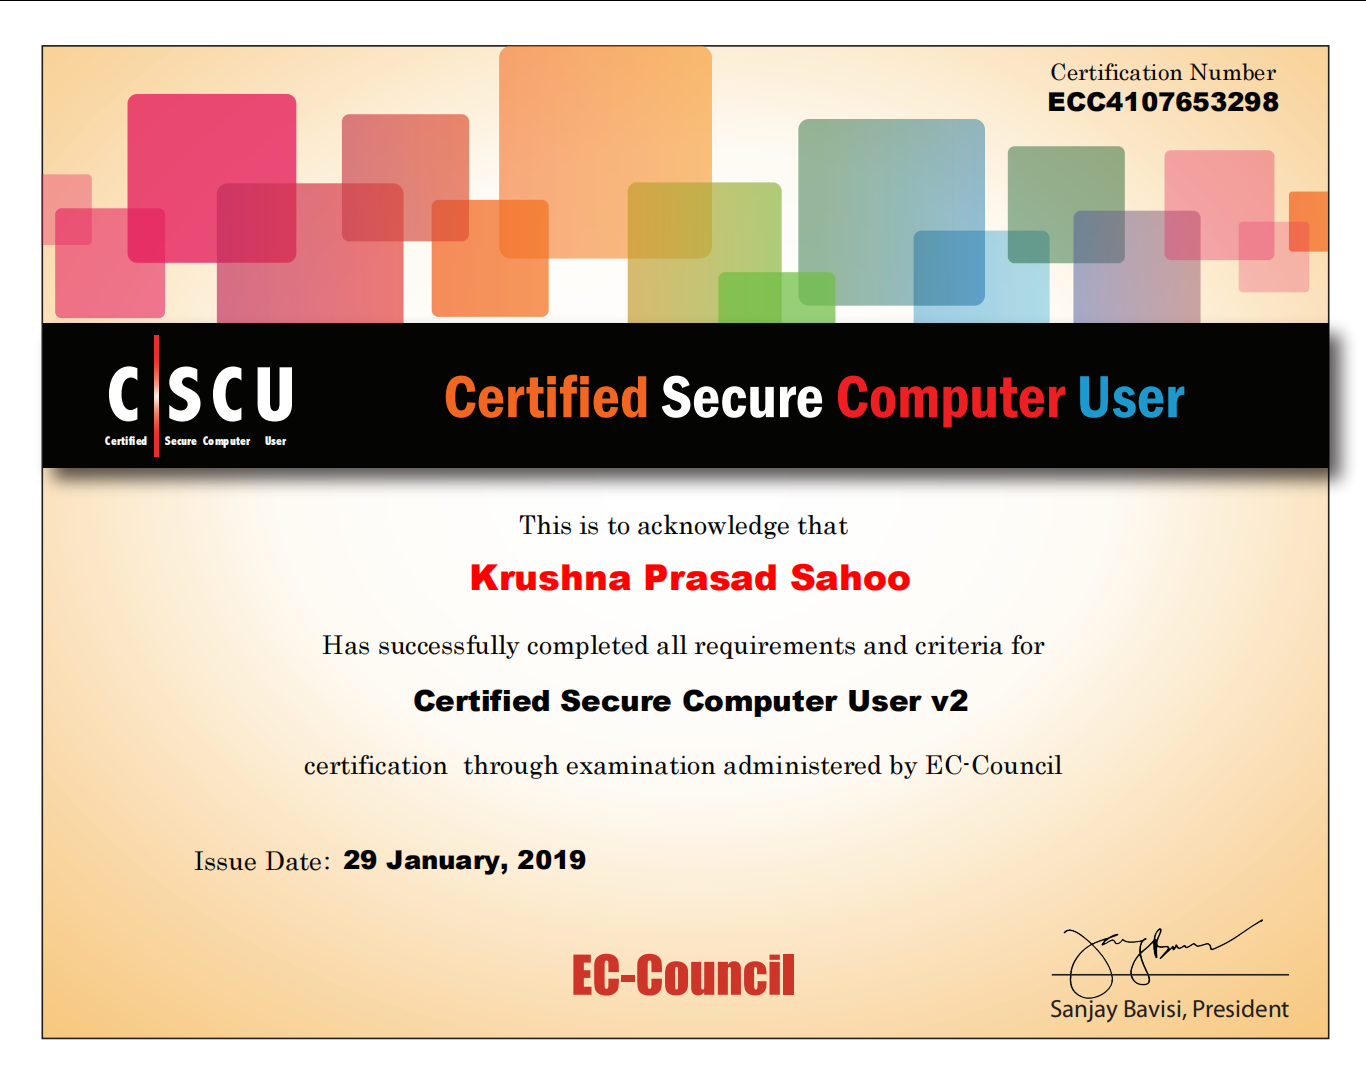 Certification Number
ECC4107653298
C SCU
Certified Secure Computer User
Certified Secure Computer User
This is to acknowledge that
Krushna Prasad Sahoo
Has successfully completed all requirements and criteria for
Certified Secure Computer User v2
certification through examination administered by EC-Council
Issue Date: 29 January, 2019
EC-Council
Sanjay Bavisi, President